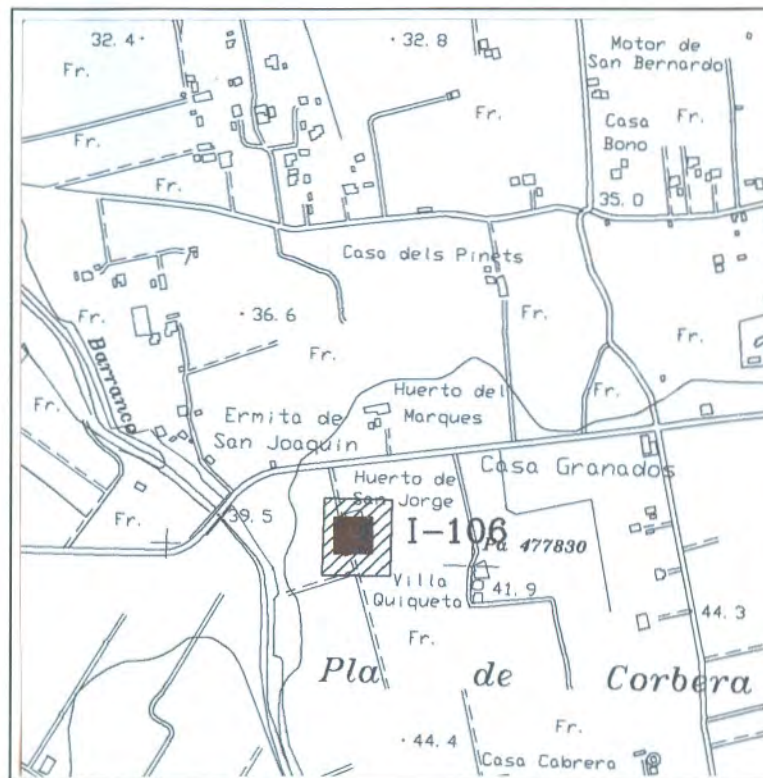 32. 4
32. 8
Motor de
San Bernardo
Fr.
Fr.
Casa
Bono
Fr.
Fr.
Fr.
35. 0
Casa dels Pinets
Fr.
36. 6
Fr.
Fr.
Barranco
Huerto del
Marques
Fr.
Fr.
Ermita de
San Joaquin
Casa Granados
Huerto de
San Jorge
Fr.
39. 5
I-106
Pa 477830
Villa
Quiqueta
41. 9
44. 3
Fr.
Pla de Corbera
Fr.
44. 4
Casa Cabrera